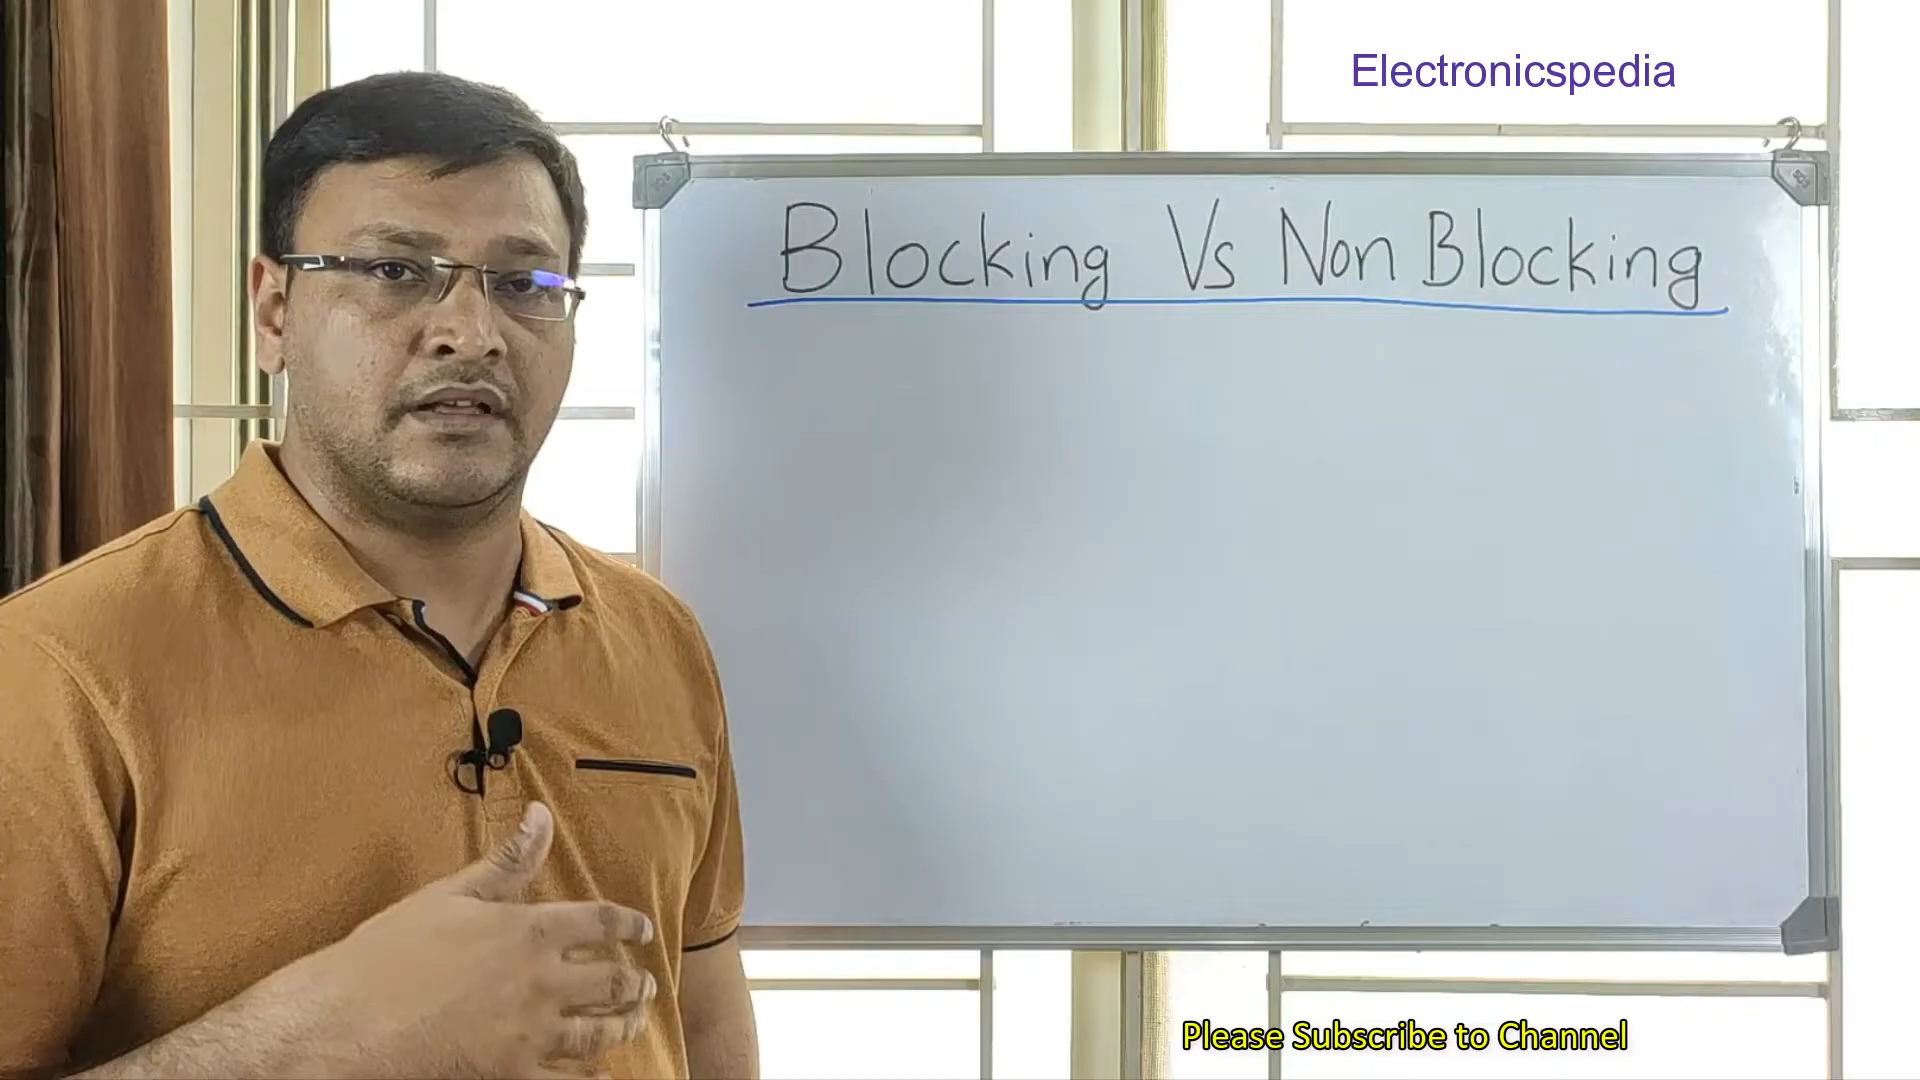 Electronicspedia
Blocking Vs Non Blocking
Please Subscribe to Channel